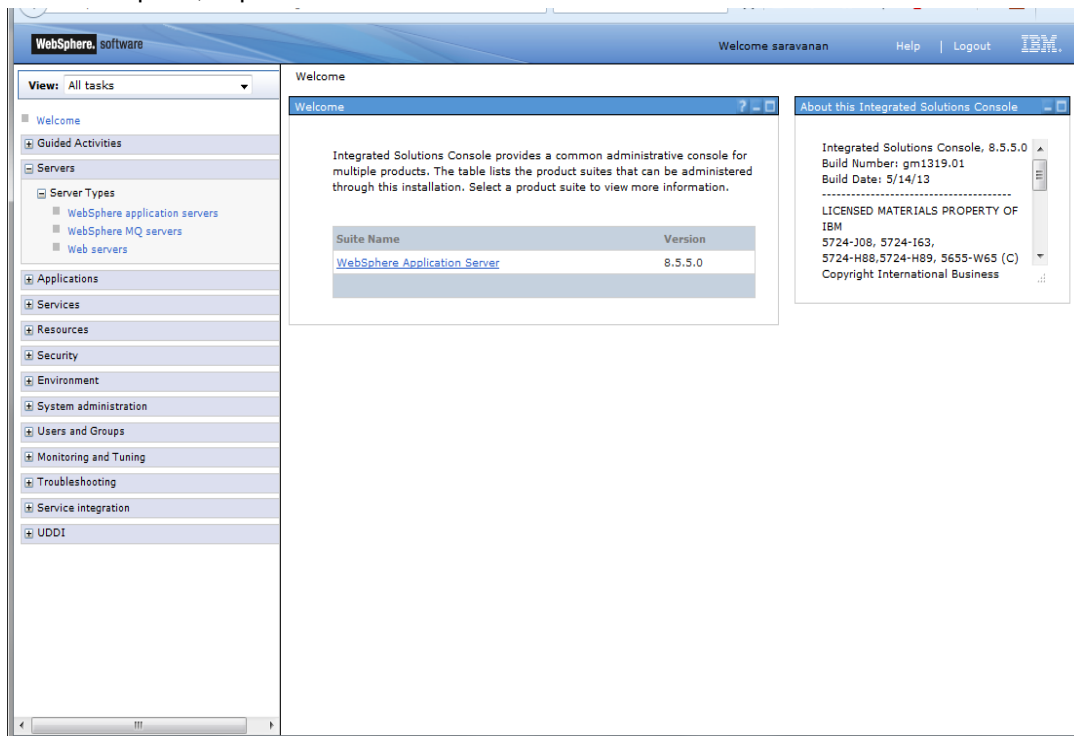 WebSphere. software
Welcome saravanan
Help | Logout
IBM.
View: All tasks
Welcome
Guided Activities
Servers
Server Types
WebSphere application servers
WebSphere MQ servers
Web servers
Applications
Services
Resources
Security
Environment
System administration
Users and Groups
Monitoring and Tuning
Troubleshooting
Service integration
UDDI
Welcome
Welcome
Integrated Solutions Console provides a common administrative console for
multiple products. The table lists the product suites that can be administered
through this installation. Select a product suite to view more information.
Suite Name Version
WebSphere Application Server 8.5.5.0
About this Integrated Solutions Console
Integrated Solutions Console, 8.5.5.0
Build Number: gm1319.01
Build Date: 5/14/13
----------------------------------------
LICENSED MATERIALS PROPERTY OF
IBM
5724-J08, 5724-I63,
5724-H88,5724-H89, 5655-W65 (C)
Copyright International Business